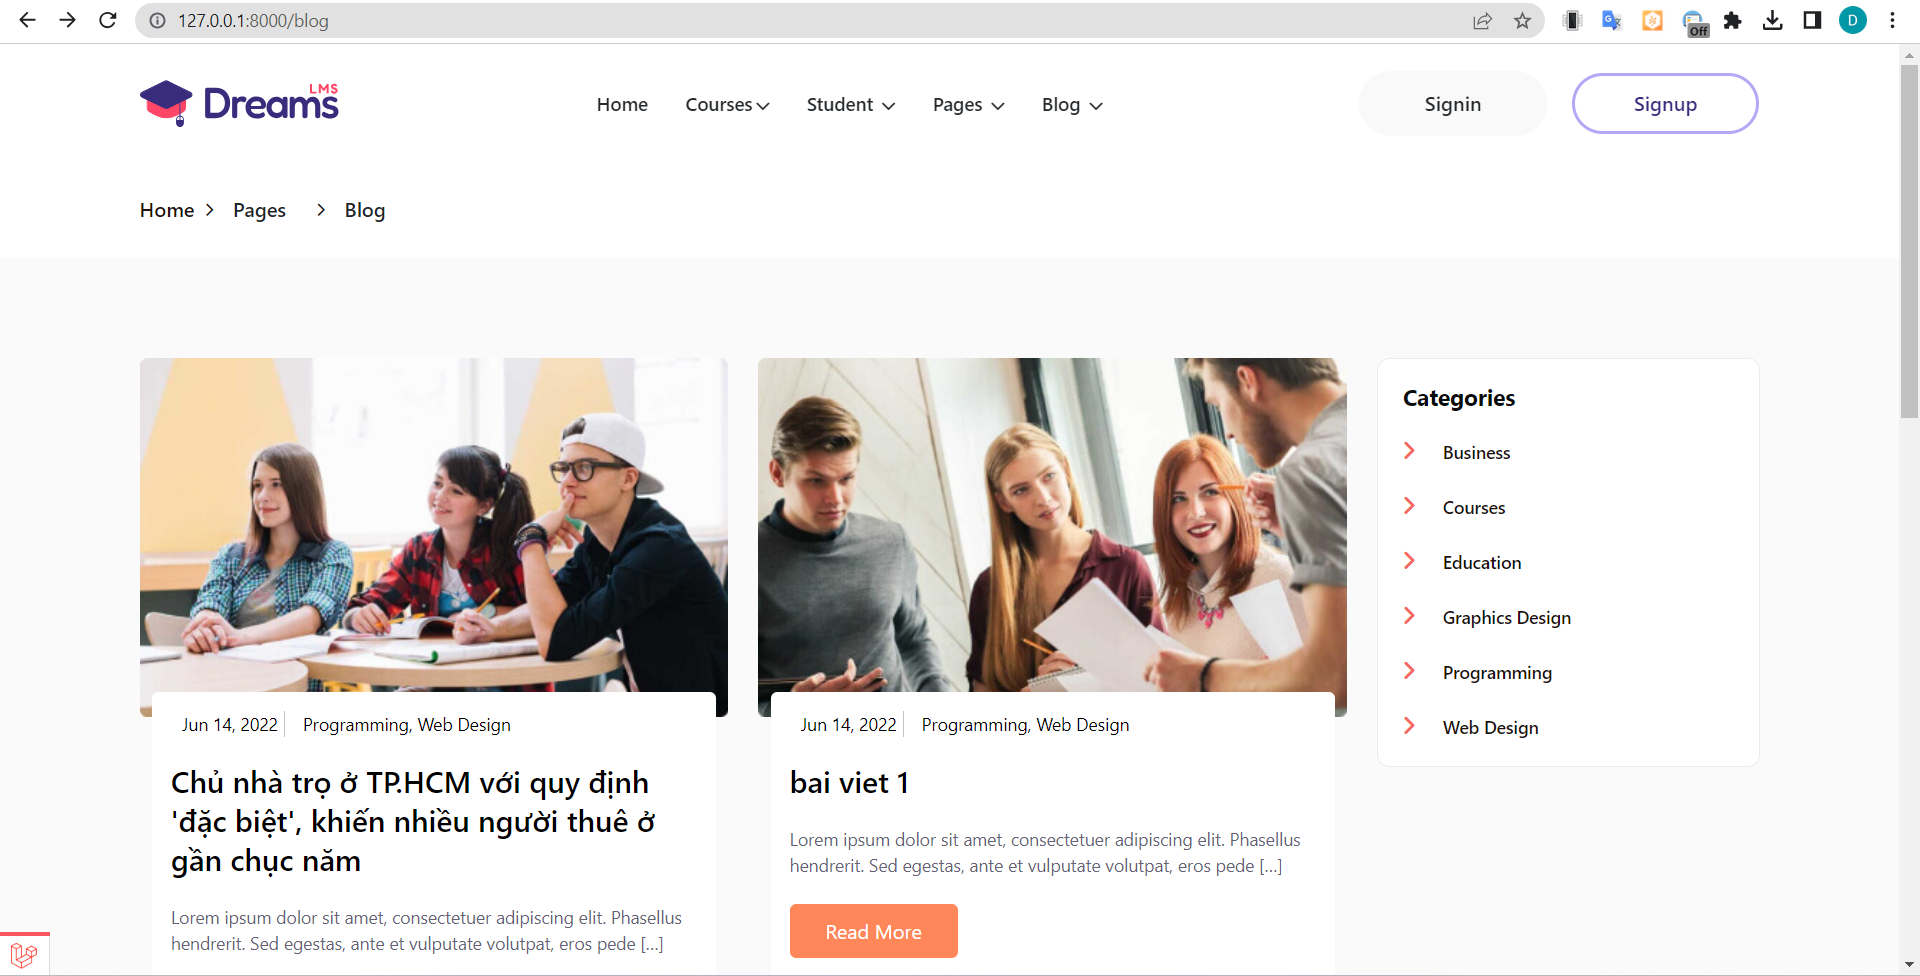 127.0.0.1:8000/blog
Off
D
Dreams LMS
Home Courses Student Pages Blog Signin Signup
Home Pages Blog
Categories
Business
Courses
Education
Graphics Design
Programming
Web Design
Jun 14, 2022 Programming, Web Design
Chủ nhà trọ ở TP.HCM với quy định
'đặc biệt', khiến nhiều người thuê ở
gần chục năm
Lorem ipsum dolor sit amet, consectetuer adipiscing elit. Phasellus
hendrerit. Sed egestas, ante et vulputate volutpat, eros pede [...]
Jun 14, 2022 Programming, Web Design
bai viet 1
Lorem ipsum dolor sit amet, consectetuer adipiscing elit. Phasellus
hendrerit. Sed egestas, ante et vulputate volutpat, eros pede [...]
Read More